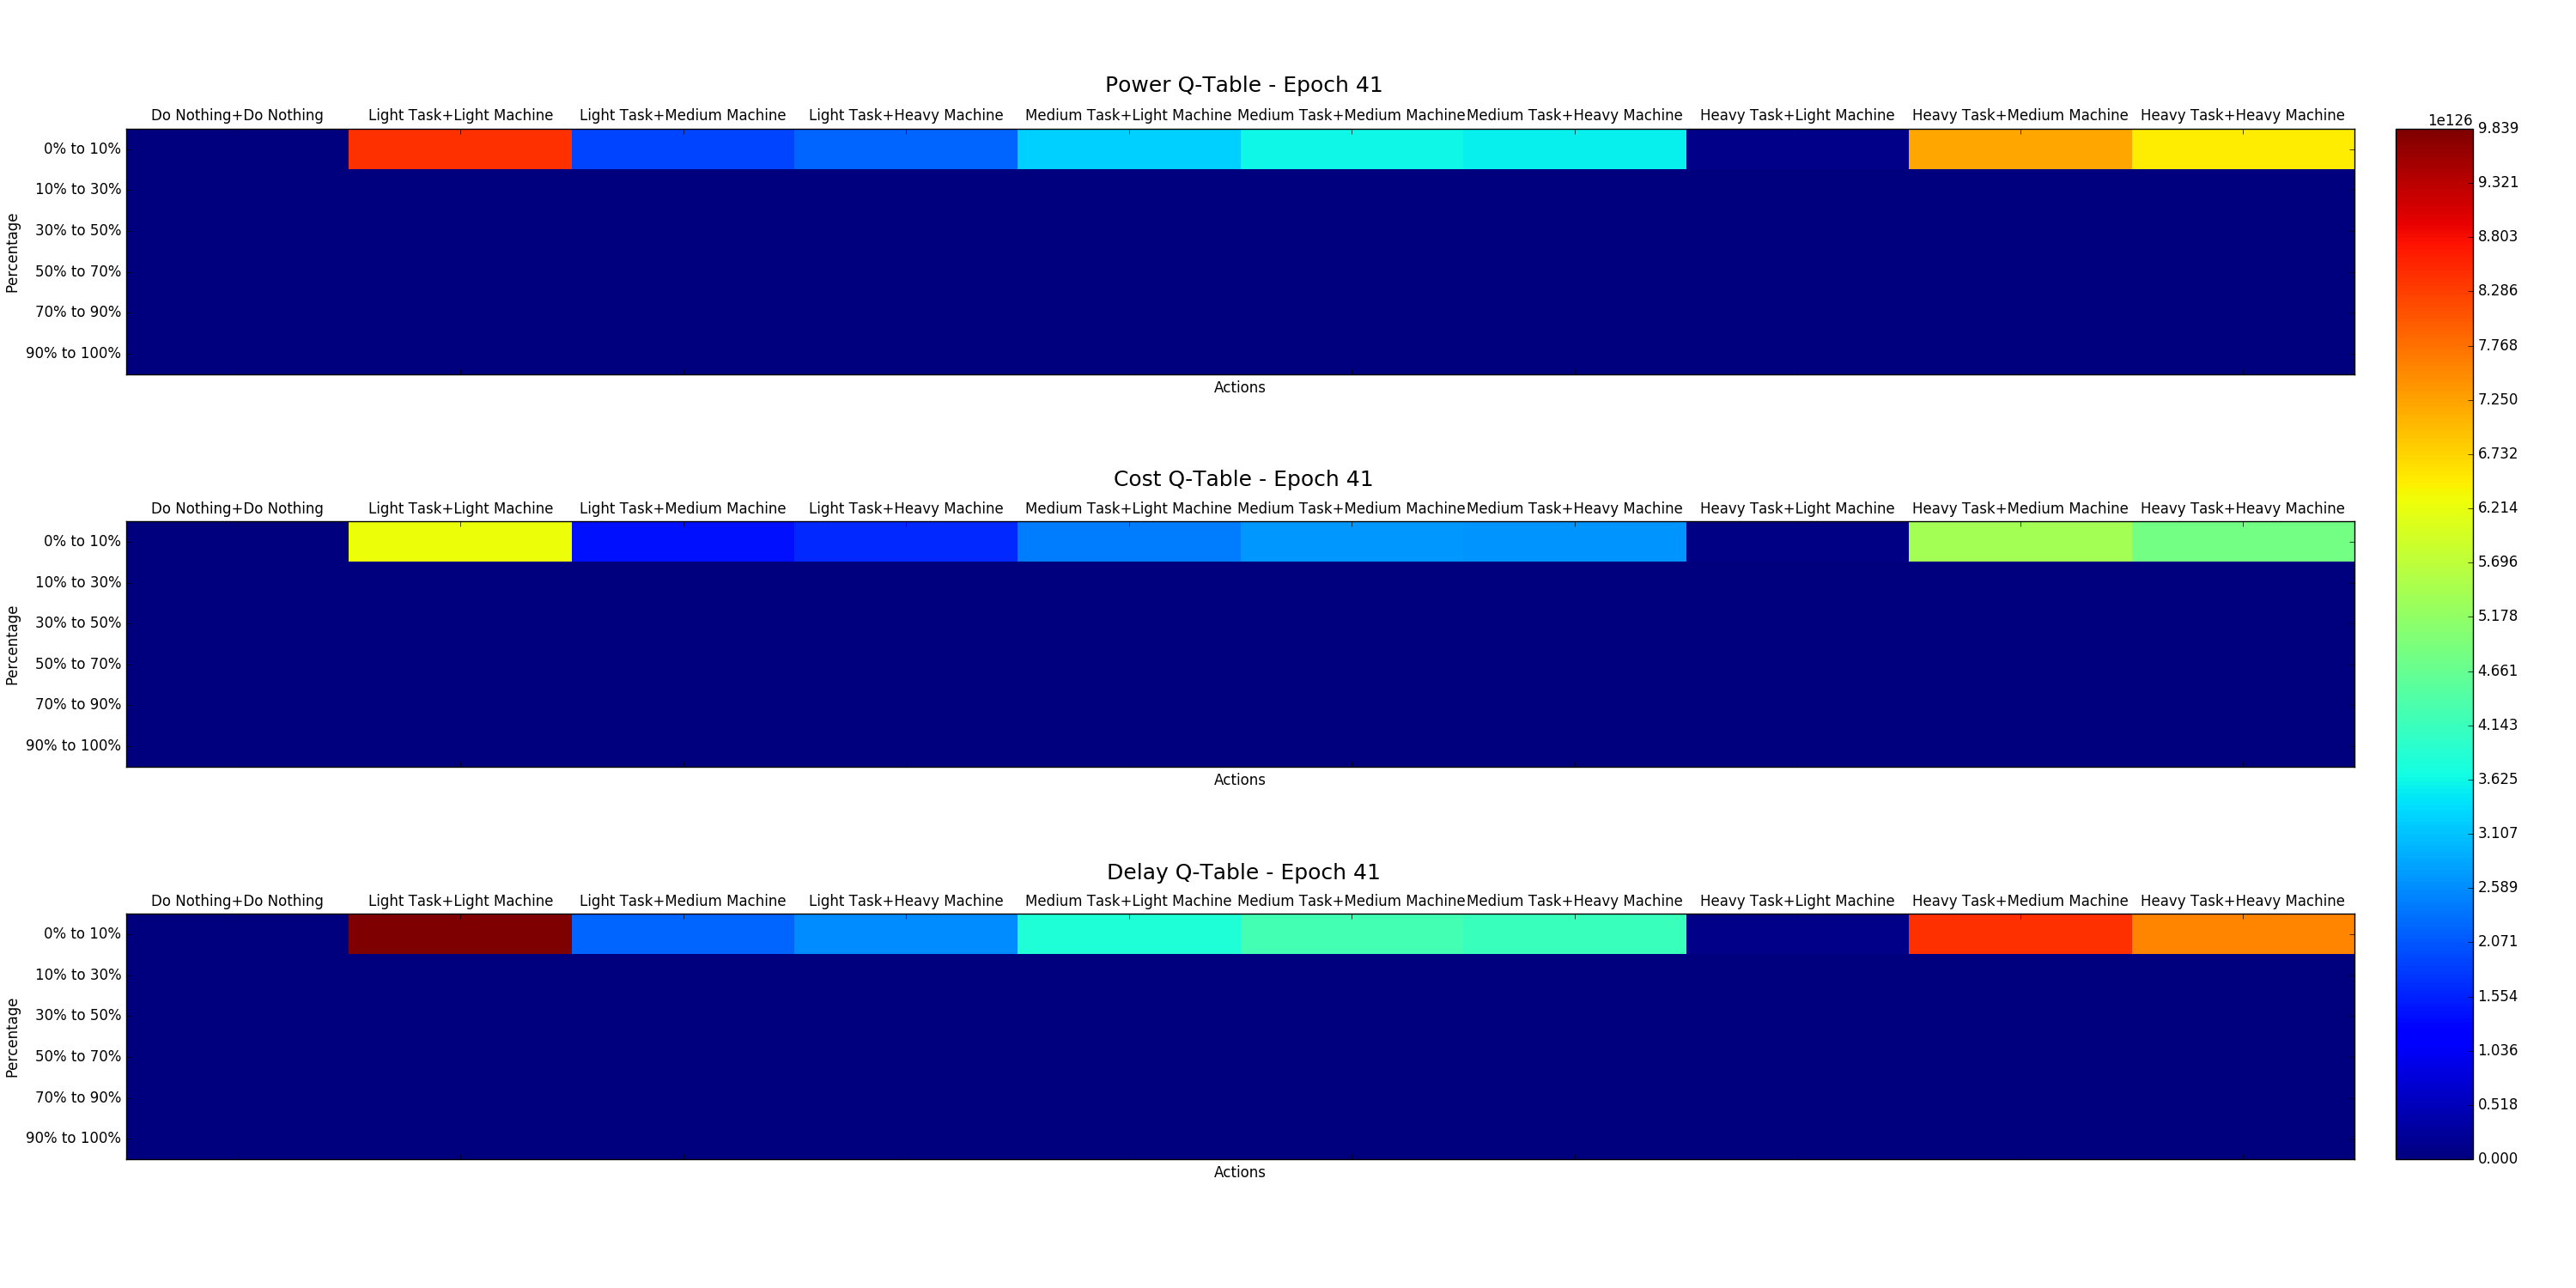 Power Q-Table - Epoch 41
Do Nothing+Do Nothing Light Task+Light Machine Light Task+Medium Machine Light Task+Heavy Machine Medium Task+Light Machine Medium Task+Medium Machine Medium Task+Heavy Machine Heavy Task+Light Machine Heavy Task+Medium Machine Heavy Task+Heavy Machine
0% to 10%
10% to 30%
30% to 50%
50% to 70%
70% to 90%
90% to 100%
Percentage
Actions
Cost Q-Table - Epoch 41
Do Nothing+Do Nothing Light Task+Light Machine Light Task+Medium Machine Light Task+Heavy Machine Medium Task+Light Machine Medium Task+Medium Machine Medium Task+Heavy Machine Heavy Task+Light Machine Heavy Task+Medium Machine Heavy Task+Heavy Machine
0% to 10%
10% to 30%
30% to 50%
50% to 70%
70% to 90%
90% to 100%
Percentage
Actions
Delay Q-Table - Epoch 41
Do Nothing+Do Nothing Light Task+Light Machine Light Task+Medium Machine Light Task+Heavy Machine Medium Task+Light Machine Medium Task+Medium Machine Medium Task+Heavy Machine Heavy Task+Light Machine Heavy Task+Medium Machine Heavy Task+Heavy Machine
0% to 10%
10% to 30%
30% to 50%
50% to 70%
70% to 90%
90% to 100%
Percentage
Actions
1e126
9.839
9.321
8.803
8.286
7.768
7.250
6.732
6.214
5.696
5.178
4.661
4.143
3.625
3.107
2.589
2.071
1.554
1.036
0.518
0.000